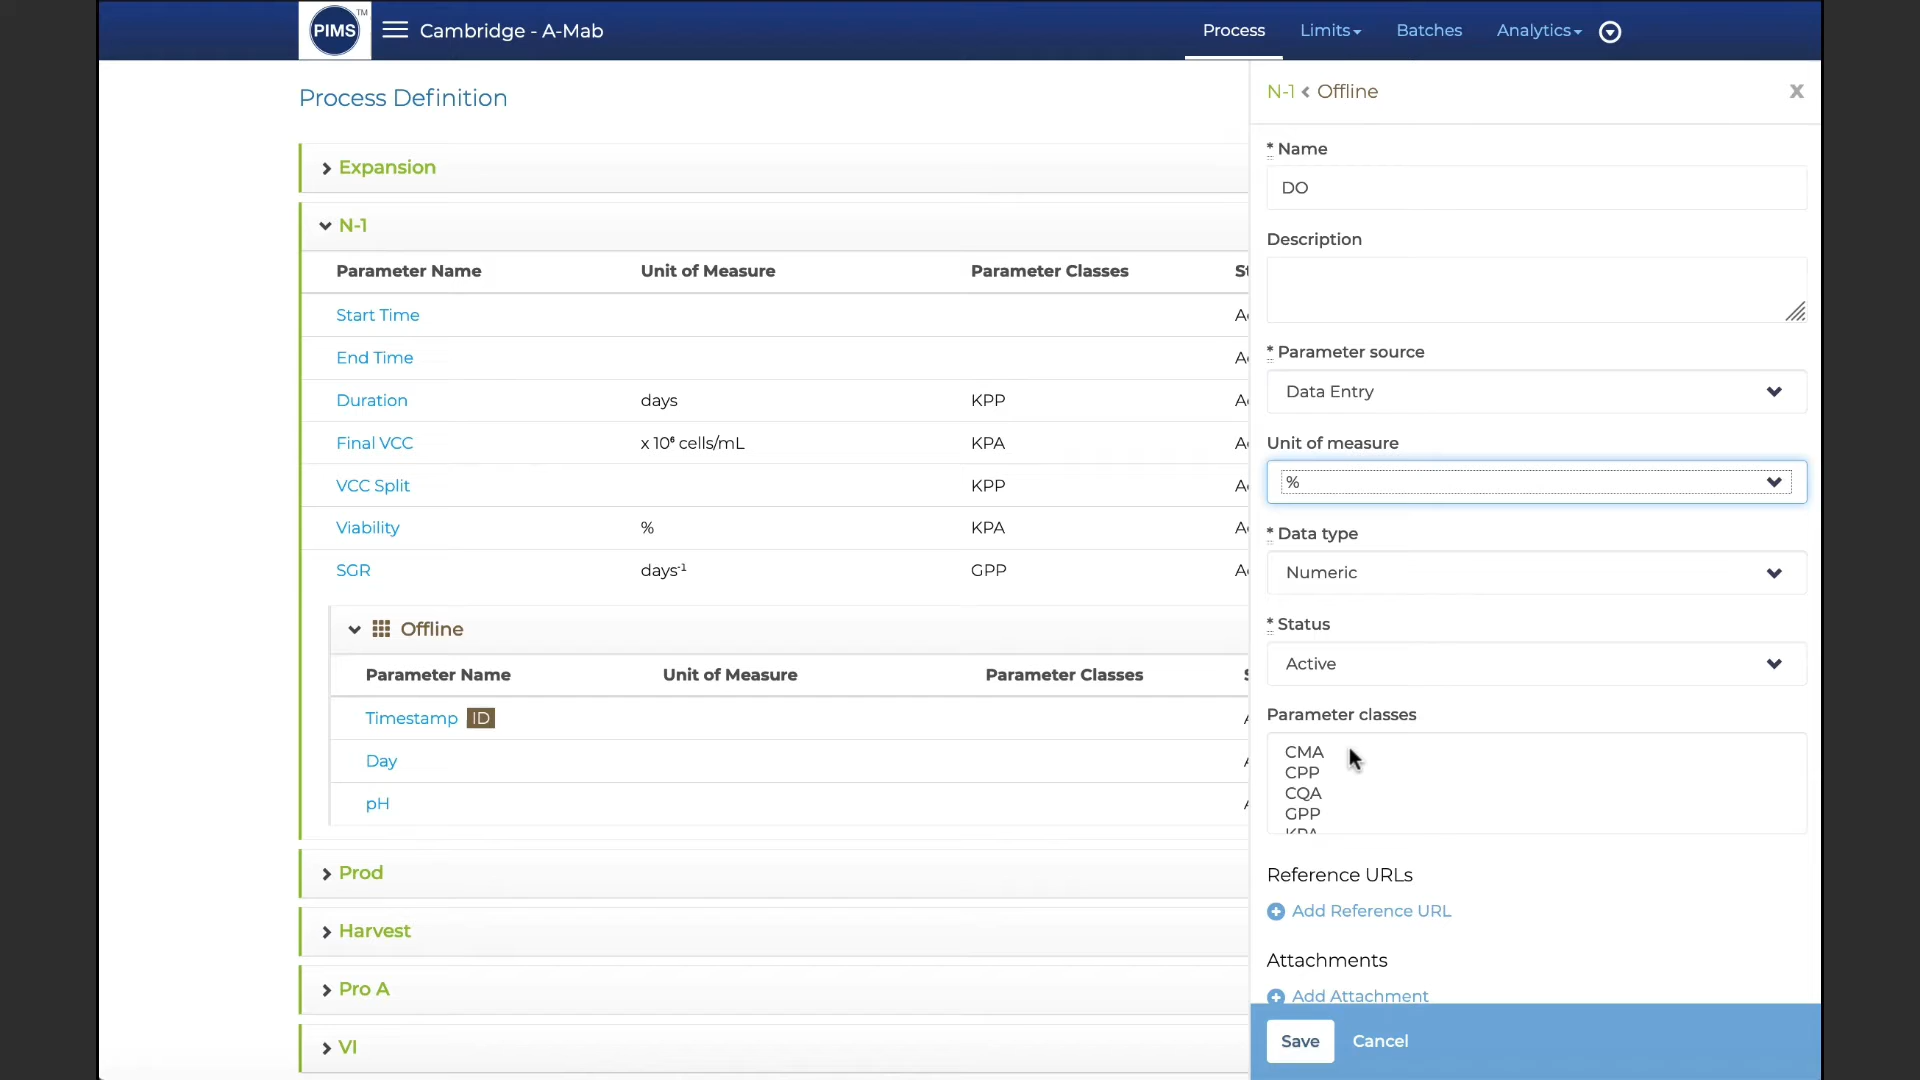 PIMS TM Cambridge - A-Mab Process Limits Batches Analytics
Process Definition
Expansion
N-1
Parameter Name Unit of Measure Parameter Classes
Start Time
End Time
Duration days KPP
Final VCC x 10⁶ cells/mL KPA
VCC Split KPP
Viability % KPA
SGR days⁻¹ GPP
Offline
Parameter Name Unit of Measure Parameter Classes
Timestamp ID
Day
pH
Prod
Harvest
Pro A
VI
N-1 < Offline X
* Name
DO
Description
* Parameter source
Data Entry
Unit of measure
%
* Data type
Numeric
* Status
Active
Parameter classes
CMA
CPP
CQA
GPP
KPA
Reference URLs
Add Reference URL
Attachments
Add Attachment
Save Cancel